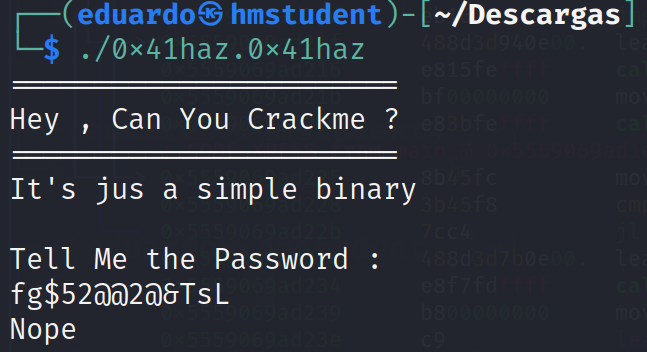 ┌──(eduardo㉿hmstudent)-[~/Descargas]
└─$ ./0×41haz.0×41haz
═══════════════════════
Hey , Can You Crackme ?
═══════════════════════
It's jus a simple binary
Tell Me the Password :
fg$52@@2@&TsL
Nope